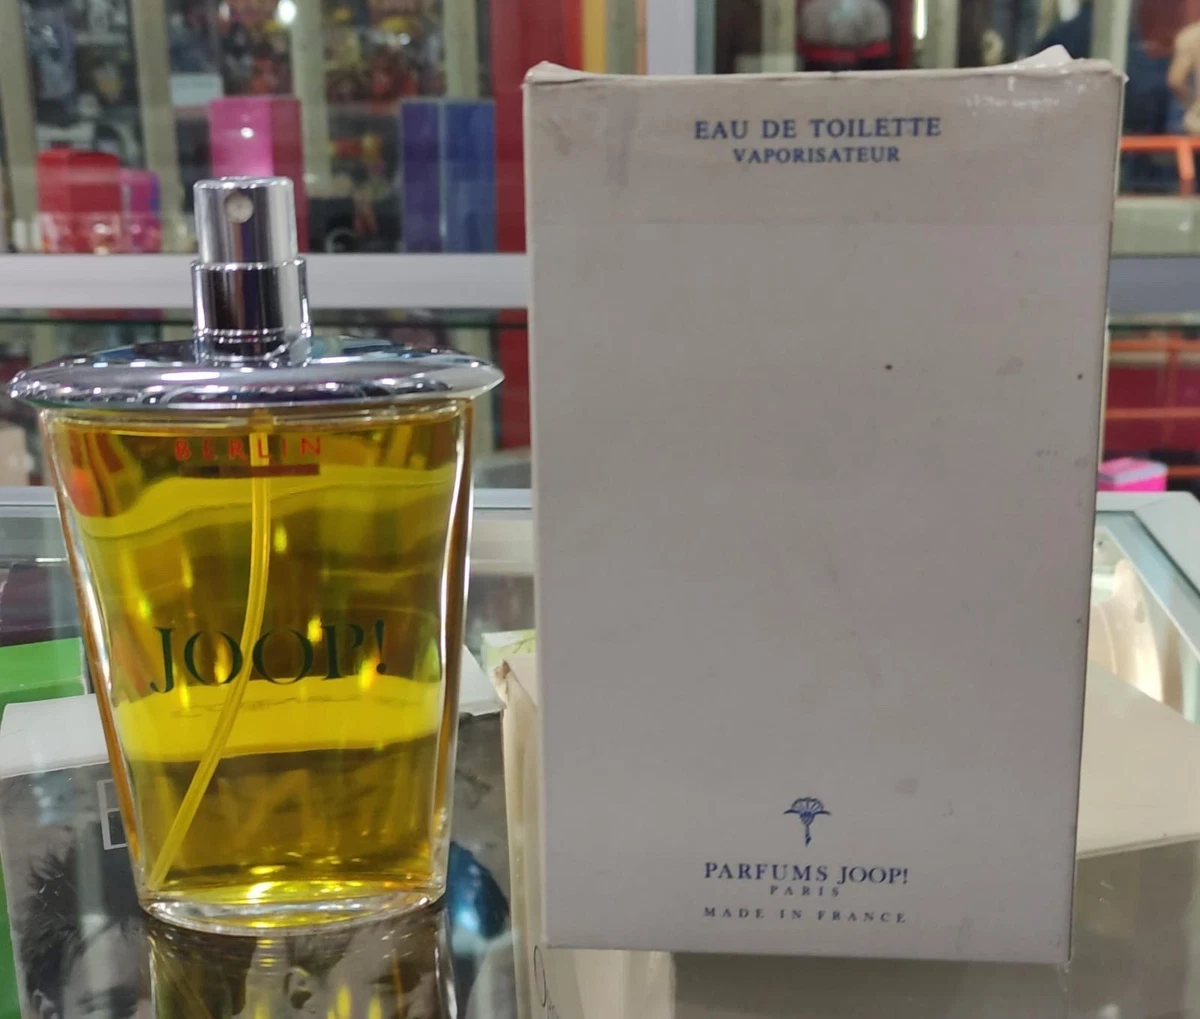 BERLIN
JOOP!
EAU DE TOILETTE
VAPORISATEUR
PARFUMS JOOP!
PARIS
MADE IN FRANCE